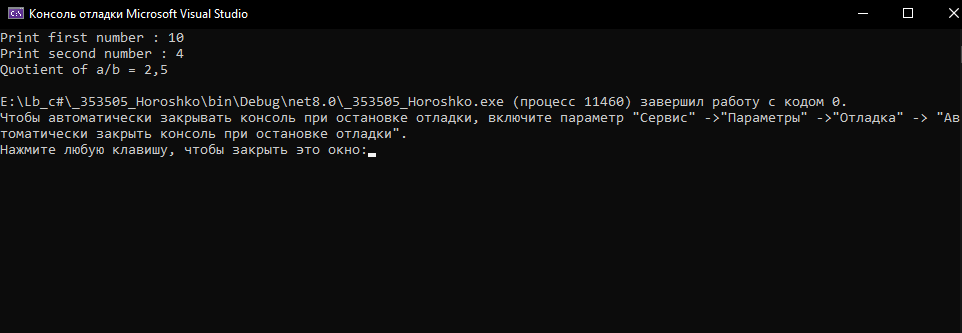 Консоль отладки Microsoft Visual Studio
Print first number : 10
Print second number : 4
Quotient of a/b = 2,5
E:\Lb_c#\_353505_Horoshko\bin\Debug\net8.0\_353505_Horoshko.exe (процесс 11460) завершил работу с кодом 0.
Чтобы автоматически закрывать консоль при остановке отладки, включите параметр "Сервис" ->"Параметры" ->"Отладка" -> "Ав
томатически закрыть консоль при остановке отладки".
Нажмите любую клавишу, чтобы закрыть это окно: